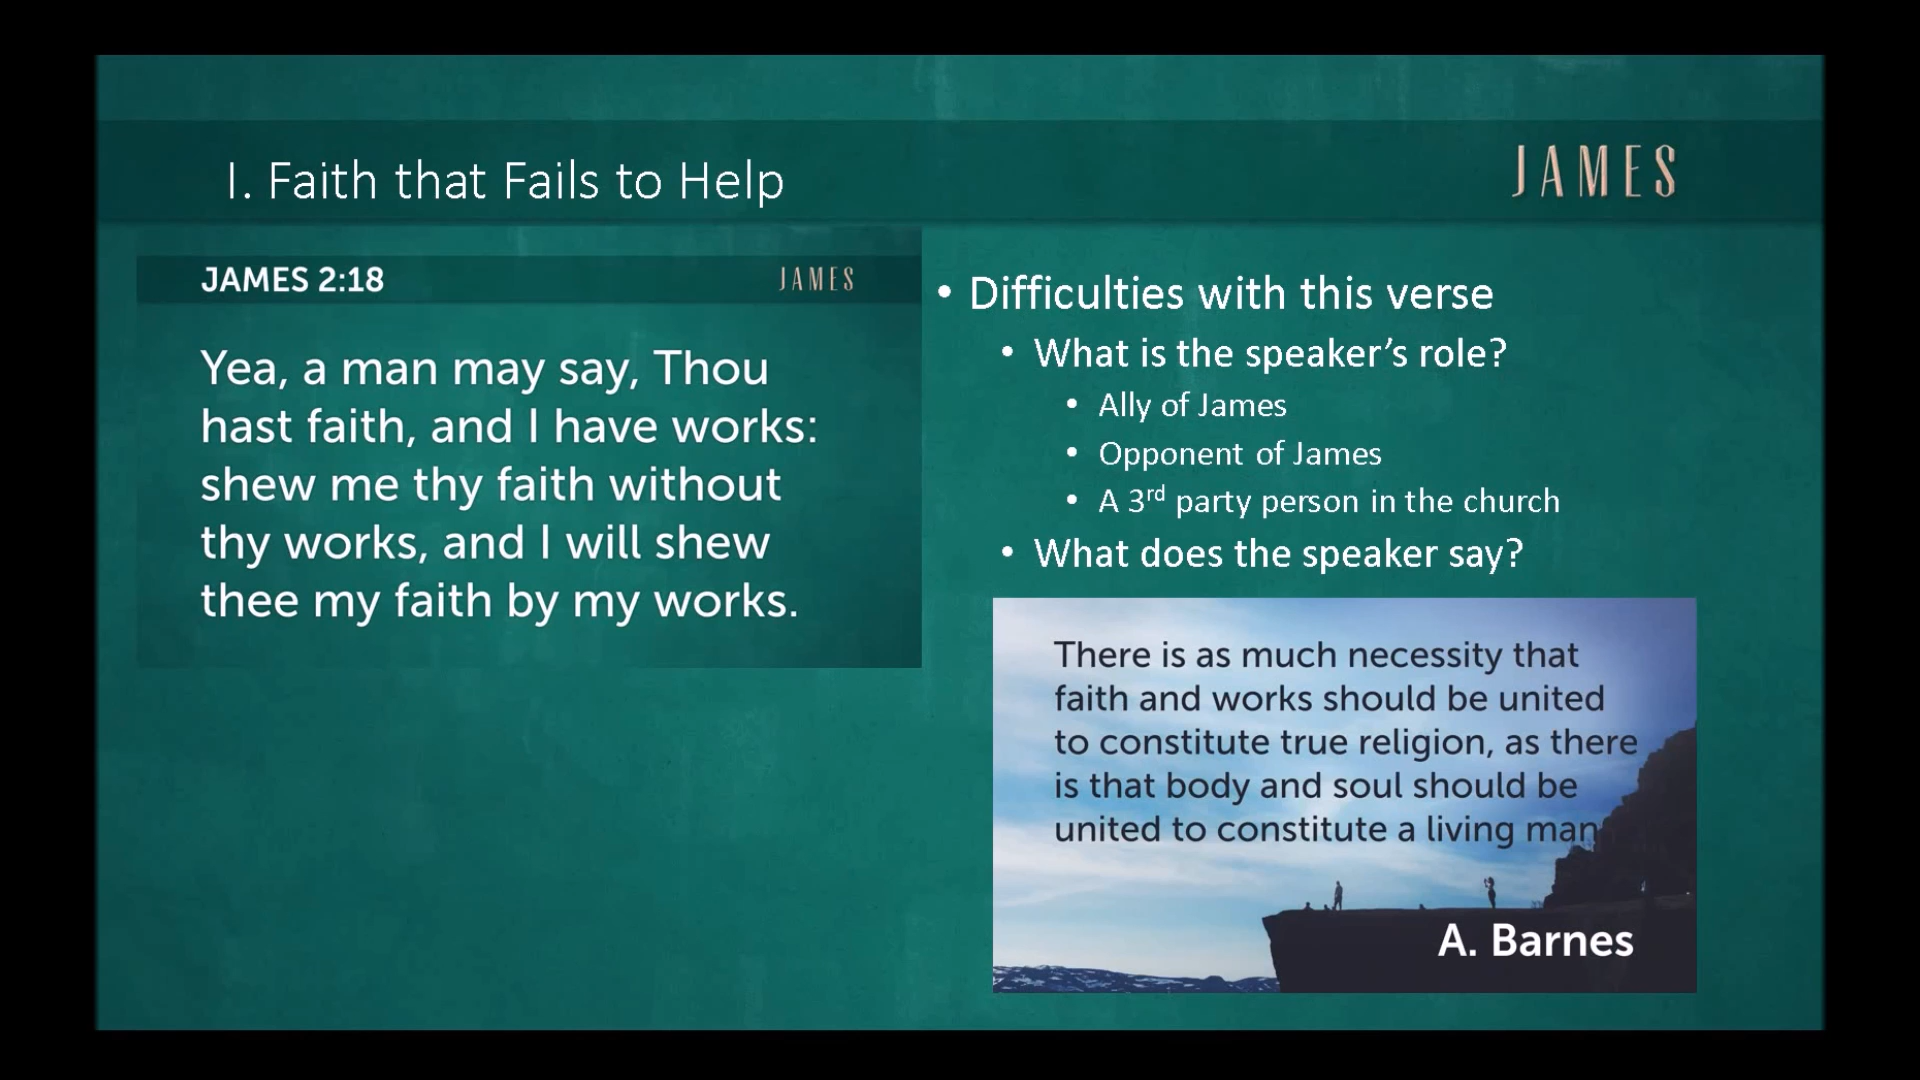 I. Faith that Fails to Help
JAMES
JAMES 2:18
JAMES
Yea, a man may say, Thou
hast faith, and I have works:
shew me thy faith without
thy works, and I will shew
thee my faith by my works.
• Difficulties with this verse
• What is the speaker’s role?
• Ally of James
• Opponent of James
• A 3rd party person in the church
• What does the speaker say?
There is as much necessity that
faith and works should be united
to constitute true religion, as there
is that body and soul should be
united to constitute a living man
A. Barnes